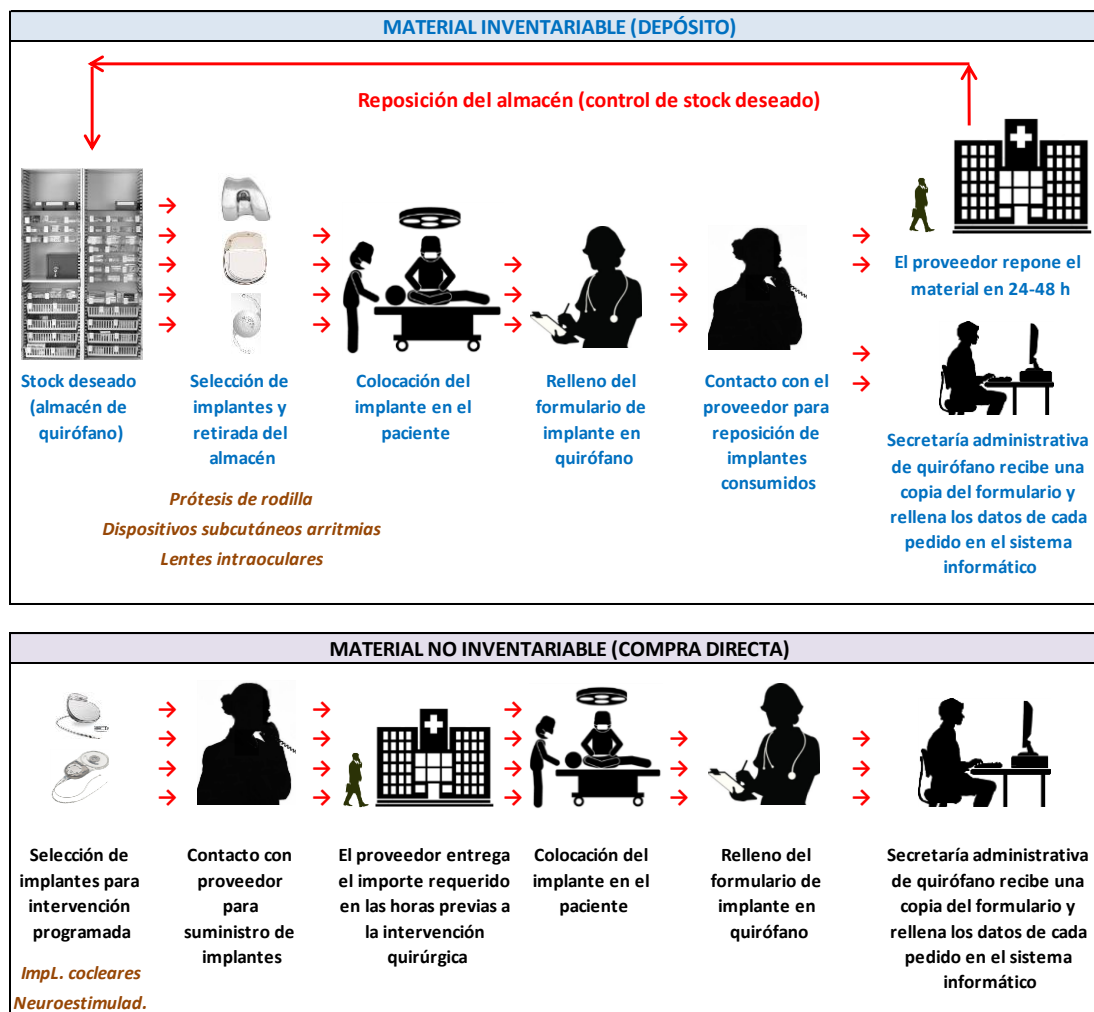 MATERIAL INVENTARIABLE (DEPÓSITO)
Reposición del almacén (control de stock deseado)
El proveedor repone el
material en 24-48 h
Stock deseado
(almacén de
quirófano)
Selección de
implantes y
retirada del
almacén
Prótesis de rodilla
Dispositivos subcutáneos arritmias
Lentes intraoculares
Colocación del
implante en el
paciente
Relleno del
formulario de
implante en
quirófano
Contacto con el
proveedor para
reposición de
implantes
consumidos
Secretaría administrativa
de quirófano recibe una
copia del formulario y
rellena los datos de cada
pedido en el sistema
informático
MATERIAL NO INVENTARIABLE (COMPRA DIRECTA)
Selección de
implantes para
intervención
programada
ImpL. cocleares
Neuroestimulad.
Contacto con
proveedor
para
suministro de
implantes
El proveedor entrega
el importe requerido
en las horas previas a
la intervención
quirúrgica
Colocación del
implante en el
paciente
Relleno del
formulario de
implante en
quirófano
Secretaría administrativa
de quirófano recibe una
copia del formulario y
rellena los datos de cada
pedido en el sistema
informático